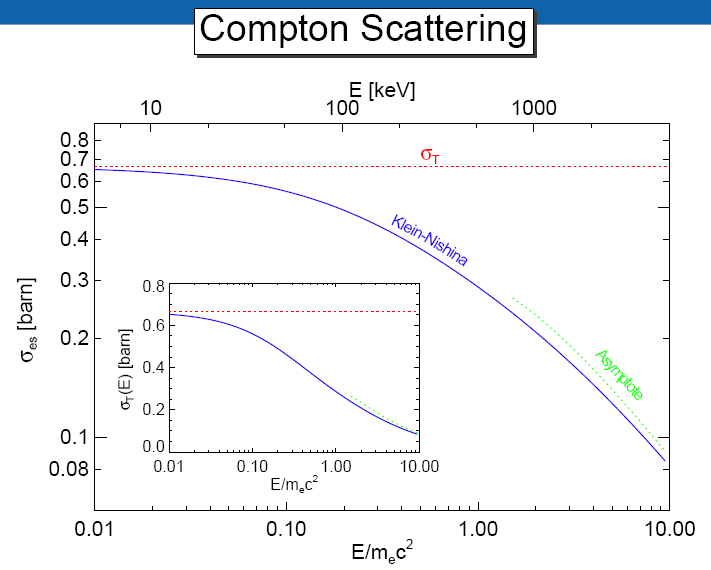 Compton Scattering
E [keV]
10 100 1000
σT
0.8
0.7
0.6
0.5
0.4
0.3
0.2
0.1
0.08
σes [barn]
Klein-Nishina
Asymptote
0.8
0.6
0.4
0.2
0.0
σT(E) [barn]
0.01 0.10 1.00 10.00
E/mec²
0.01 0.10 1.00 10.00
E/mec²